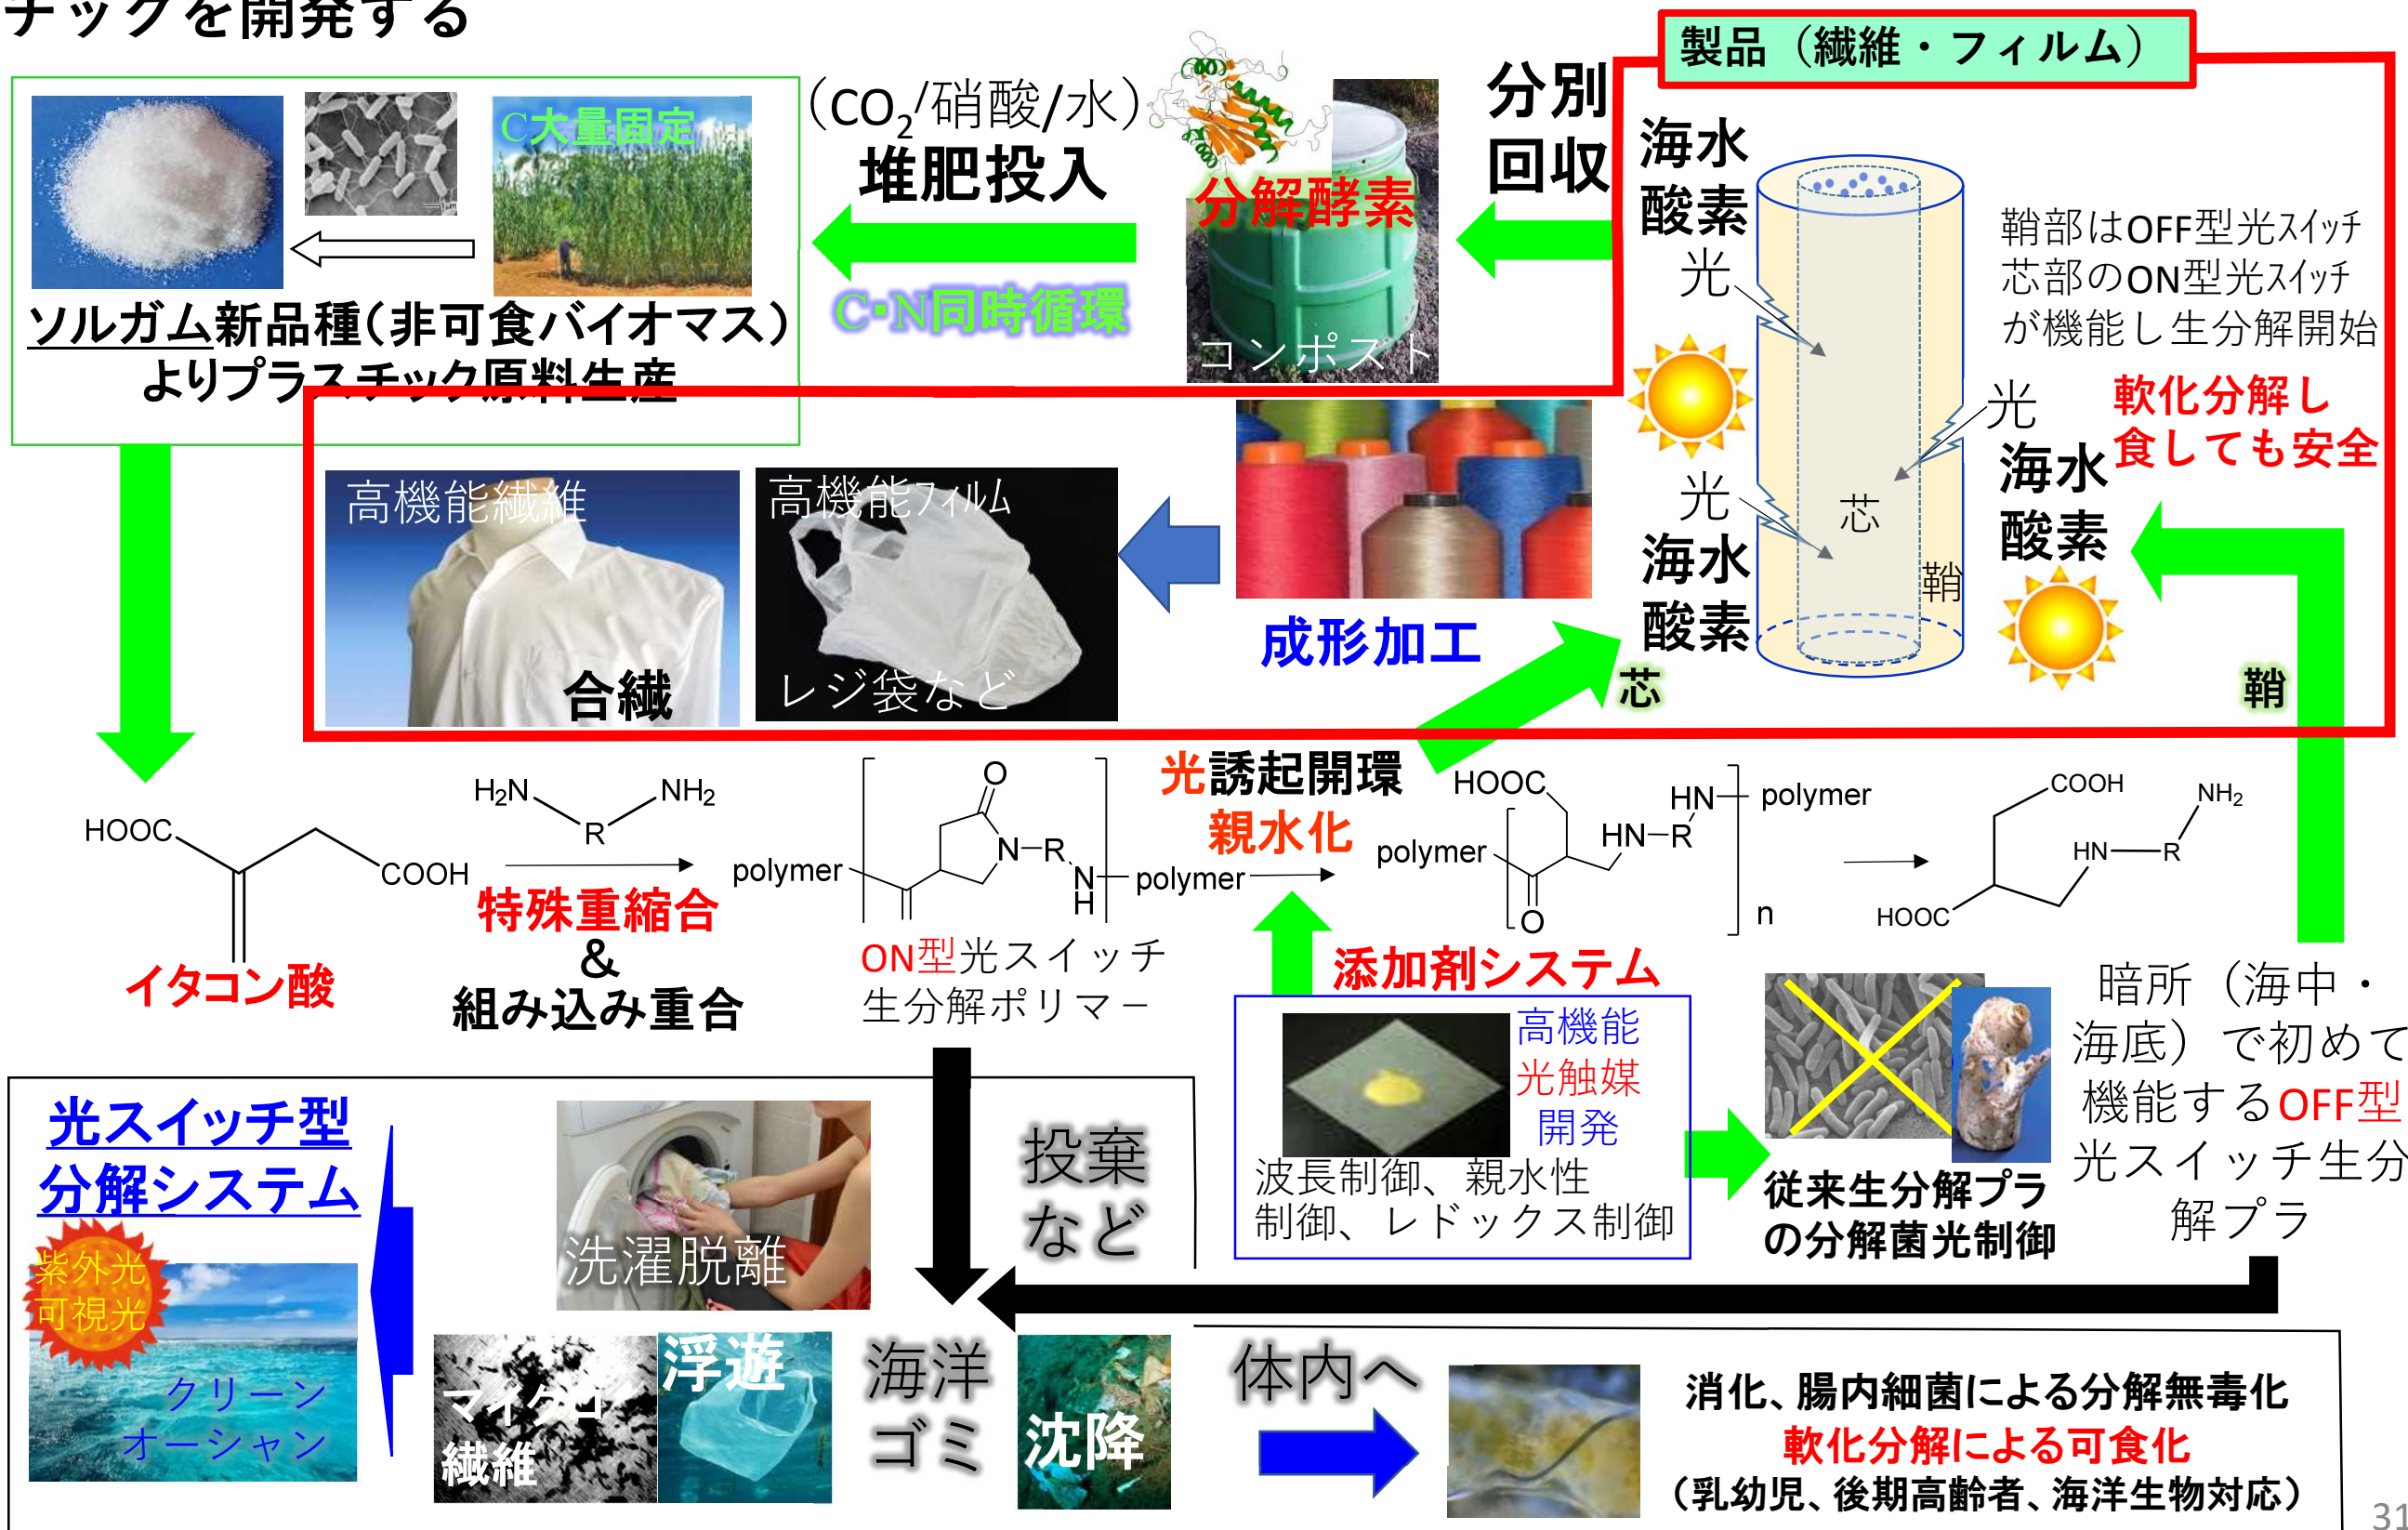 チックを開発する
製品（繊維・フィルム）
C大量固定
ソルガム新品種（非可食バイオマス）
よりプラスチック原料生産
（CO2/硝酸/水）
堆肥投入
C・N同時循環
分解酵素
コンポスト
分別
回収
海水
酸素
光
鞘部はOFF型光スイッチ
芯部のON型光スイッチ
が機能し生分解開始
光
軟化分解し
食しても安全
海水
酸素
光
海水
酸素
芯
鞘
芯
鞘
高機能繊維
合繊
高機能フィルム
レジ袋など
成形加工
HOOC
COOH
イタコン酸
H2N
NH2
R
特殊重縮合
&
組み込み重合
polymer
O
N
R
N
H
polymer
ON型光スイッチ
生分解ポリマー
光誘起開環
親水化
HOOC
polymer
O
HN
R
HN
polymer
n
COOH
NH2
HN
R
HOOC
添加剤システム
高機能
光触媒
開発
波長制御、親水性
制御、レドックス制御
従来生分解プラ
の分解菌光制御
暗所（海中・
海底）で初めて
機能するOFF型
光スイッチ生分
解プラ
光スイッチ型
分解システム
紫外光
可視光
クリーン
オーシャン
洗濯脱離
投棄
など
マイクロ
繊維
浮遊
海洋
ゴミ
沈降
体内へ
消化、腸内細菌による分解無毒化
軟化分解による可食化
（乳幼児、後期高齢者、海洋生物対応）
31